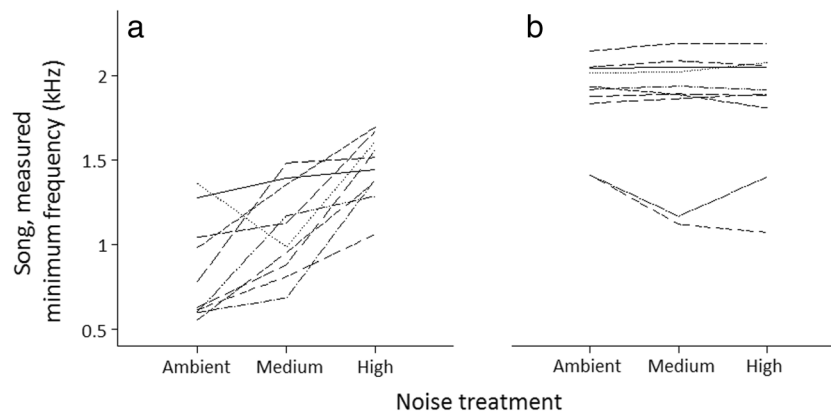 a
b
Song, measured
minimum frequency (kHz)
2
1.5
1
0.5
Ambient Medium High
Ambient Medium High
Noise treatment